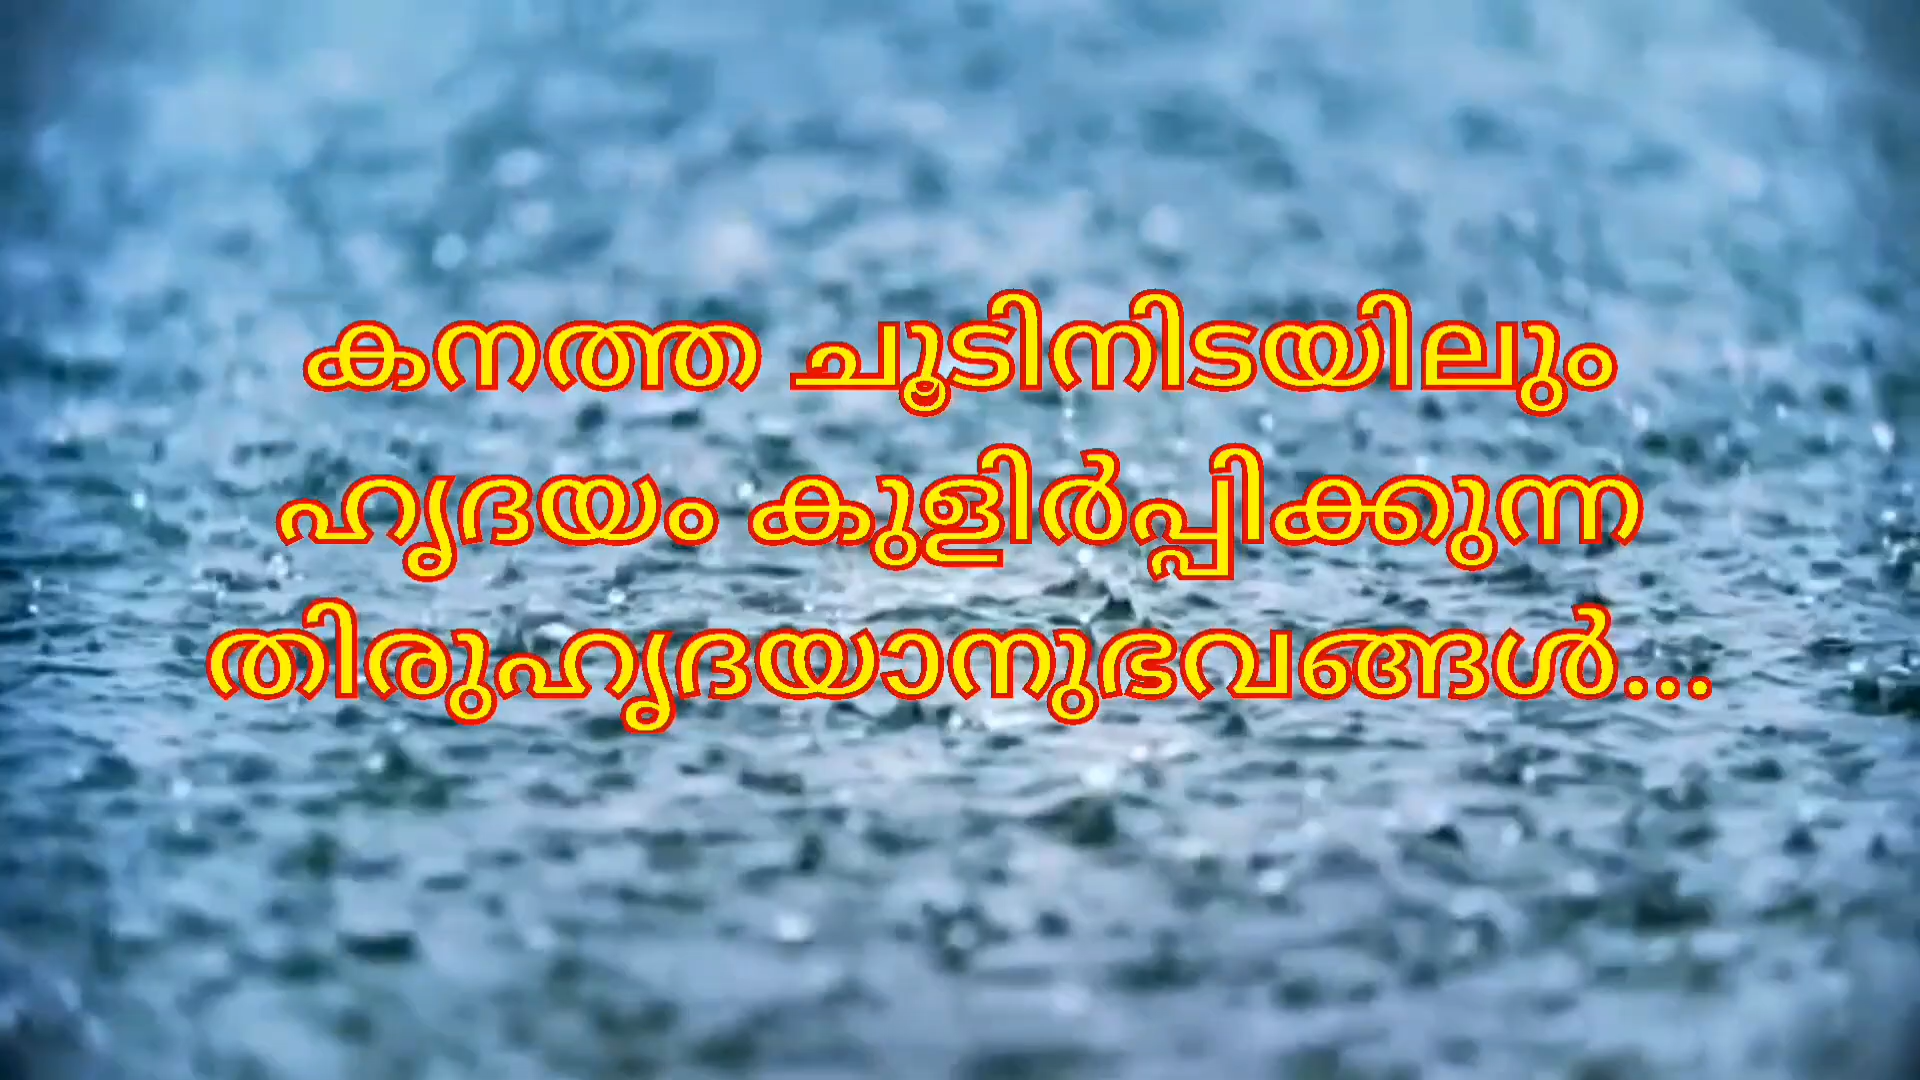 കനത്ത ചൂടിനിടയിലും
ഹൃദയം കുളിർപ്പിക്കുന്ന
തിരുഹൃദയാനുഭവങ്ങൾ...